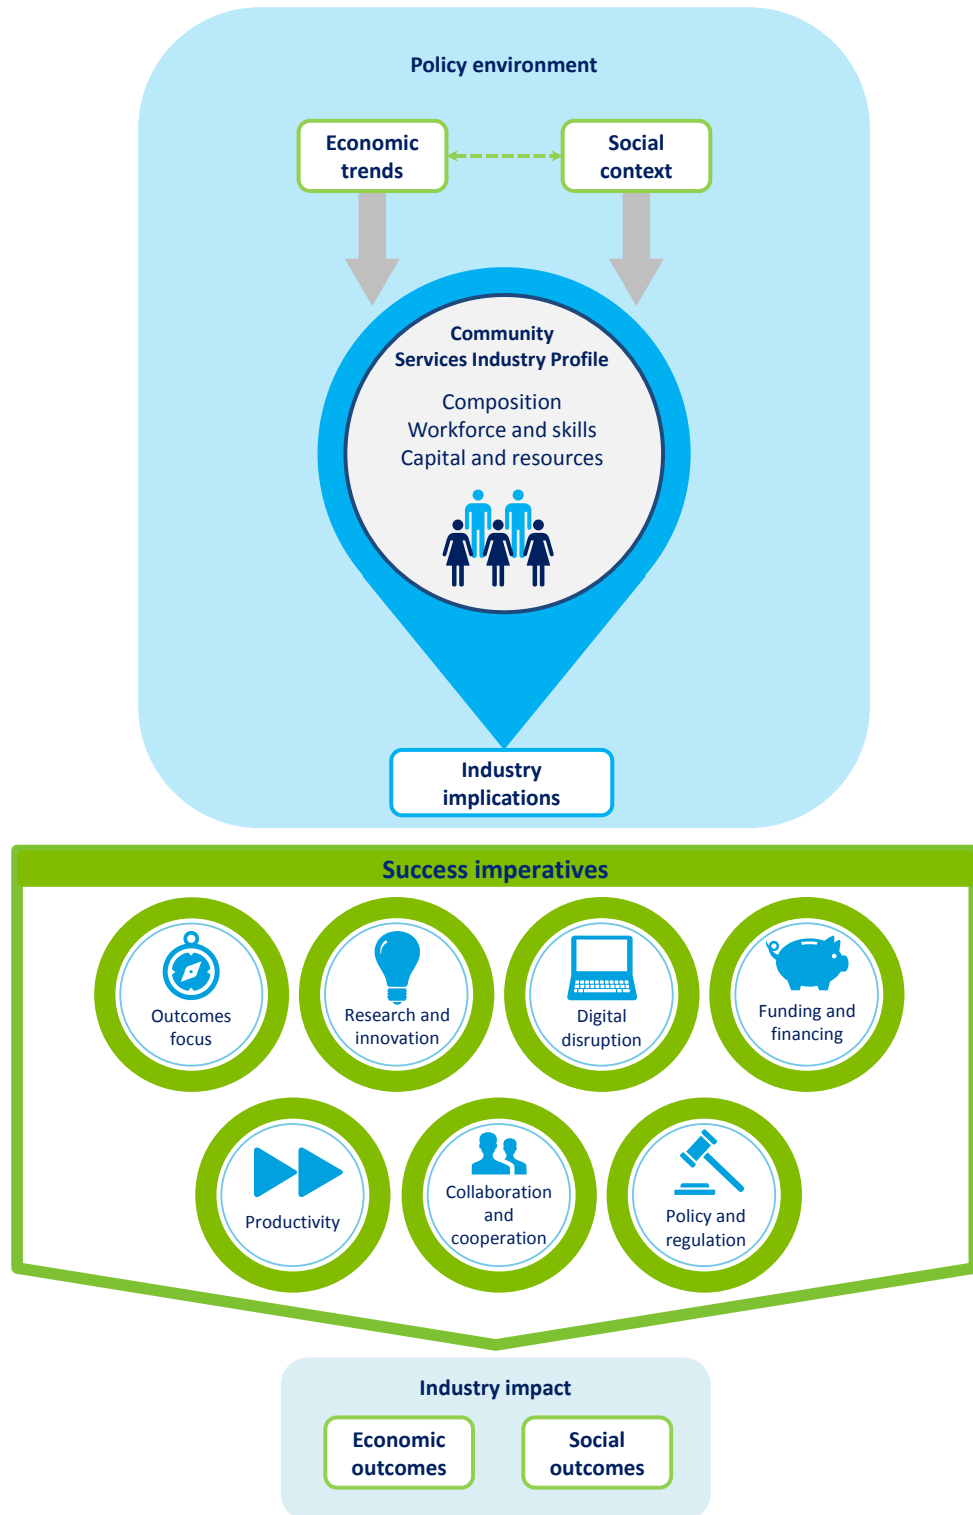 Policy environment
Economic
trends
Social
context
Community
Services Industry Profile
Composition
Workforce and skills
Capital and resources
Industry
implications
Success imperatives
Outcomes
focus
Research and
innovation
Digital
disruption
Funding and
financing
Productivity
Collaboration
and
cooperation
Policy and
regulation
Industry impact
Economic
outcomes
Social
outcomes